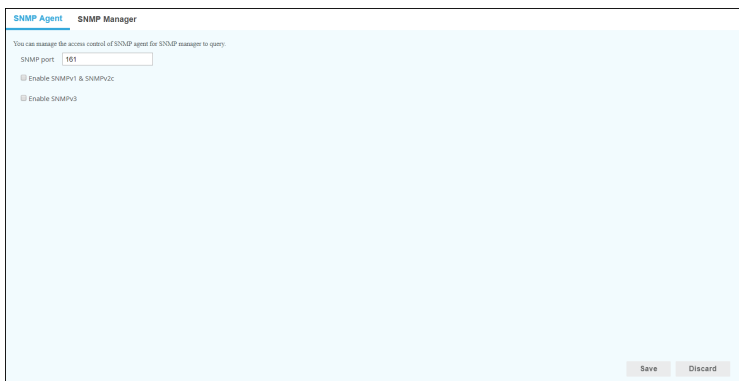 SNMP Agent SNMP Manager
You can manage the access control of SNMP agent for SNMP manager to query.
SNMP port 161
Enable SNMPv1 & SNMPv2c
Enable SNMPv3
Save Discard